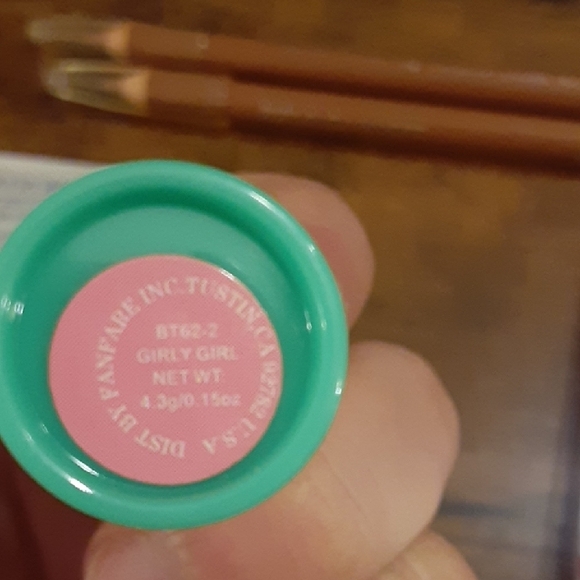 DIST BY FANFARE INC.TUSTIN,CA 92782 U.S.A
BT62-2
GIRLY GIRL
NET WT:
4.3g/0.15oz